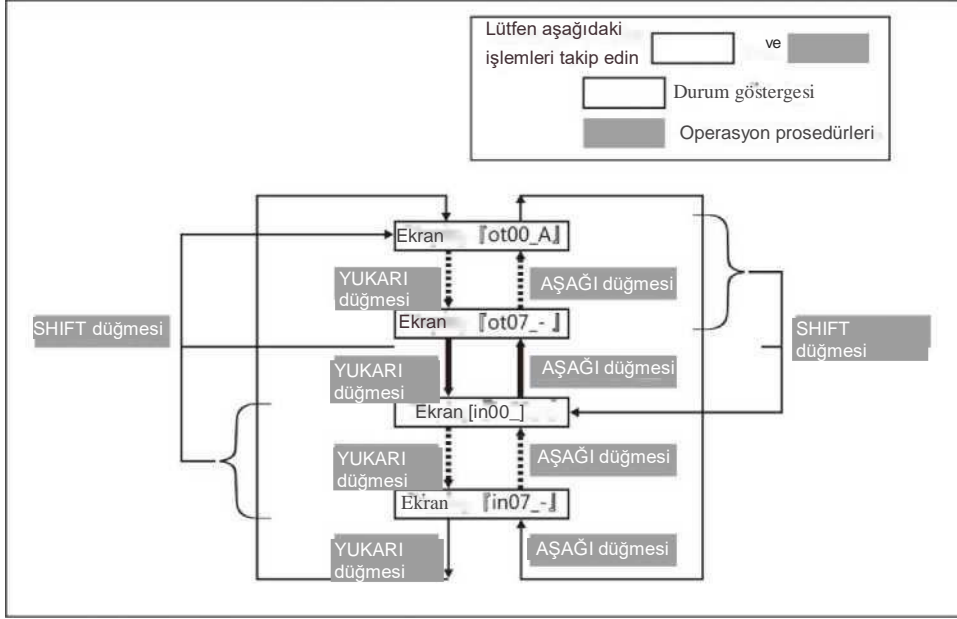 Lütfen aşağıdaki
işlemleri takip edin
ve
Durum göstergesi
Operasyon prosedürleri
Ekran 『ot00_A』
YUKARI
düğmesi
AŞAĞI düğmesi
Ekran 『ot07_-』
SHIFT düğmesi
SHIFT
düğmesi
YUKARI
düğmesi
AŞAĞI düğmesi
Ekran [in00_]
YUKARI
düğmesi
AŞAĞI düğmesi
Ekran 『in07_-』
YUKARI
düğmesi
AŞAĞI düğmesi